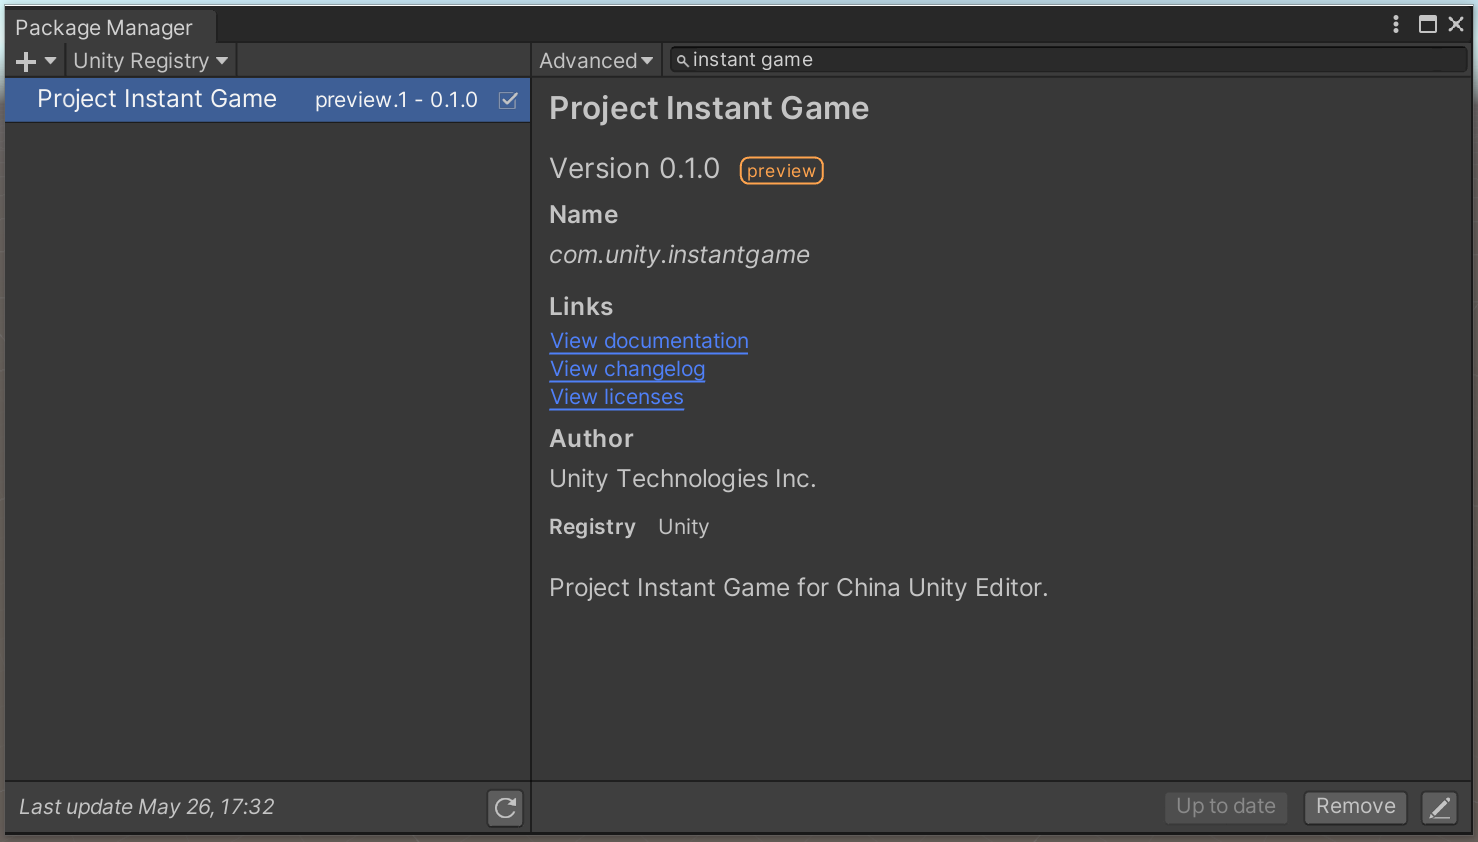 Package Manager
Unity Registry
Advanced
instant game
Project Instant Game preview.1 - 0.1.0
Project Instant Game
Version 0.1.0 preview
Name
com.unity.instantgame
Links
View documentation
View changelog
View licenses
Author
Unity Technologies Inc.
Registry Unity
Project Instant Game for China Unity Editor.
Last update May 26, 17:32
Up to date
Remove